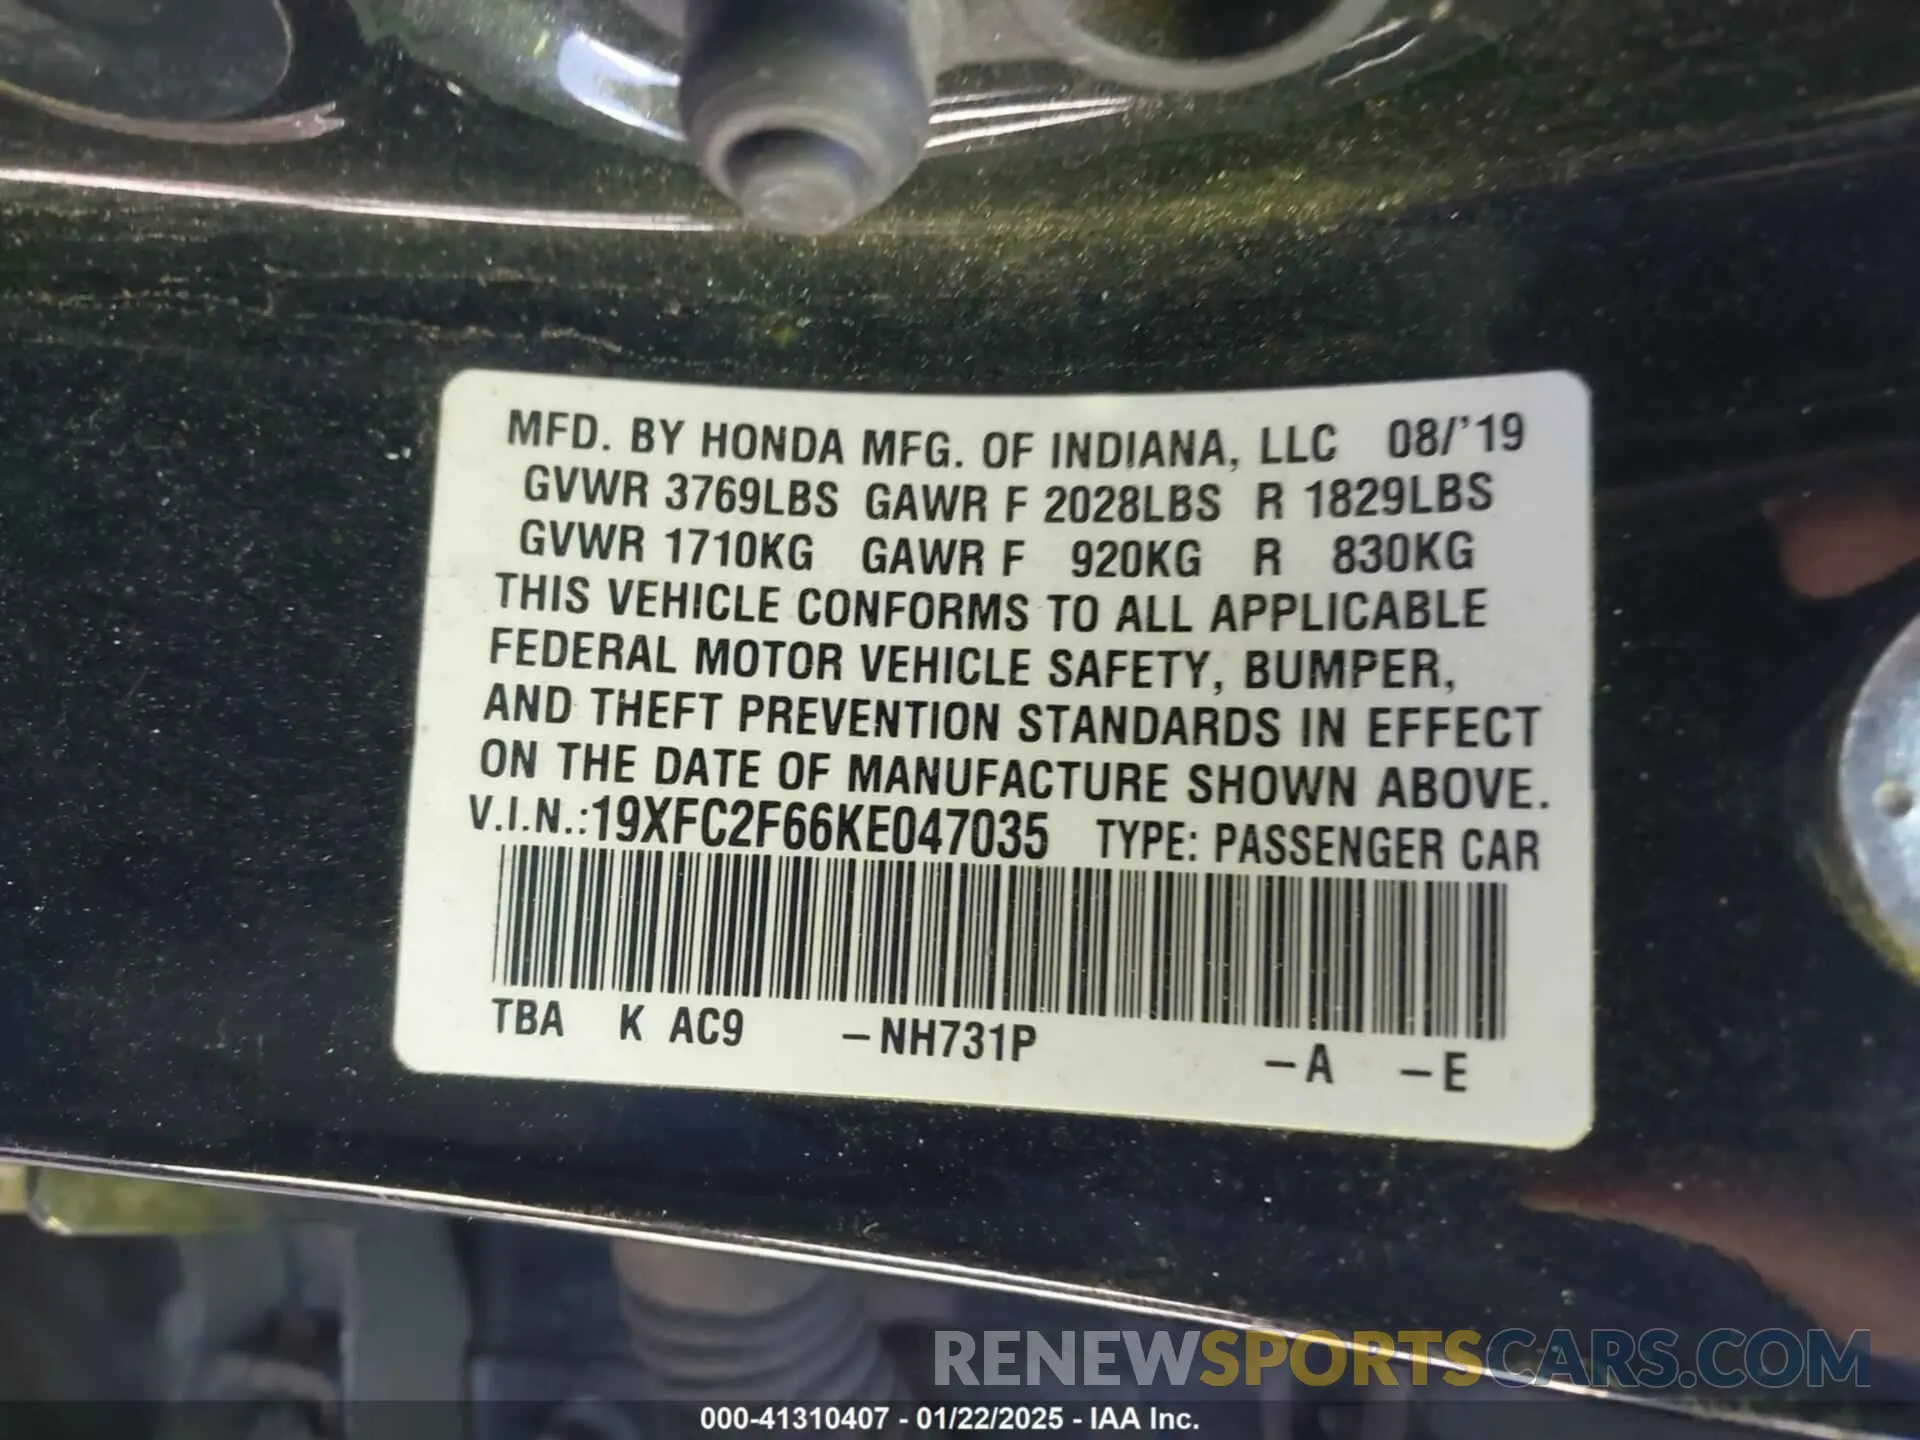 MFD. BY HONDA MFG. OF INDIANA, LLC 08/'19
GVWR 3769LBS GAWR F 2028LBS R 1829LBS
GVWR 1710KG GAWR F 920KG R 830KG
THIS VEHICLE CONFORMS TO ALL APPLICABLE
FEDERAL MOTOR VEHICLE SAFETY, BUMPER,
AND THEFT PREVENTION STANDARDS IN EFFECT
ON THE DATE OF MANUFACTURE SHOWN ABOVE.
V.I.N.:19XFC2F66KE047035 TYPE: PASSENGER CAR
TBA K AC9 –NH731P –A –E
RENEWSPORTSCARS.COM
000-41310407 - 01/22/2025 - IAA Inc.